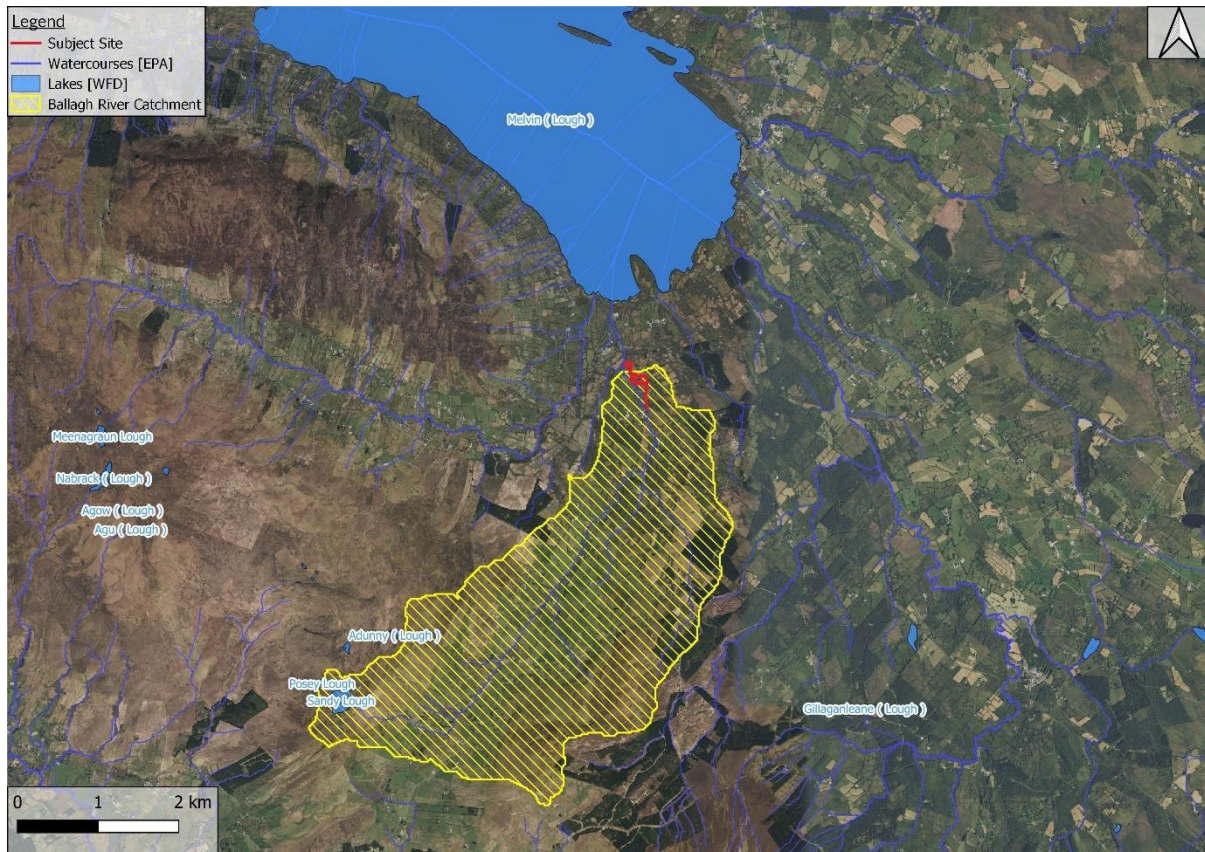 Legend
Subject Site
Watercourses [EPA]
Lakes [WFD]
Ballagh River Catchment
Melvin ( Lough )
Meenagraun Lough
Nabrack ( Lough )
Agow ( Lough )
Agu ( Lough )
Adunny ( Lough )
Posey Lough
Sandy Lough
Gillaganleane ( Lough )
0 1 2 km